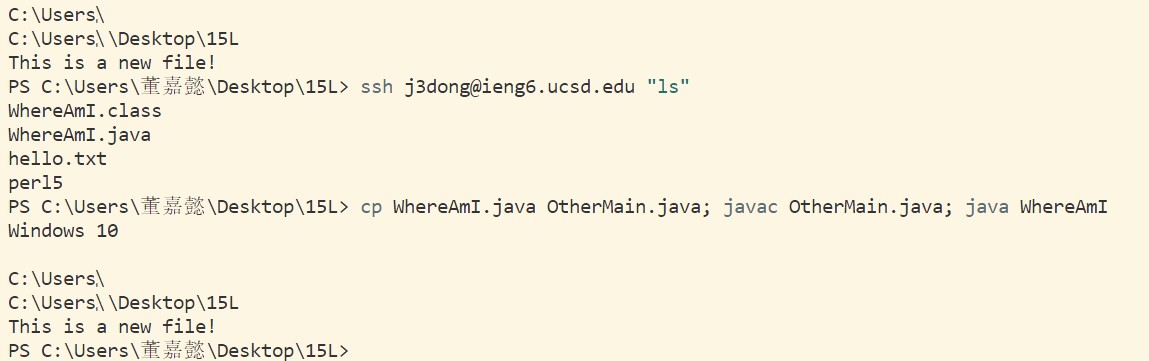 C:\Users\
C:\Users\\Desktop\15L
This is a new file!
PS C:\Users\董嘉懿\Desktop\15L> ssh j3dong@ieng6.ucsd.edu "ls"
WhereAmI.class
WhereAmI.java
hello.txt
perl5
PS C:\Users\董嘉懿\Desktop\15L> cp WhereAmI.java OtherMain.java; javac OtherMain.java; java WhereAmI
Windows 10
C:\Users\
C:\Users\\Desktop\15L
This is a new file!
PS C:\Users\董嘉懿\Desktop\15L>